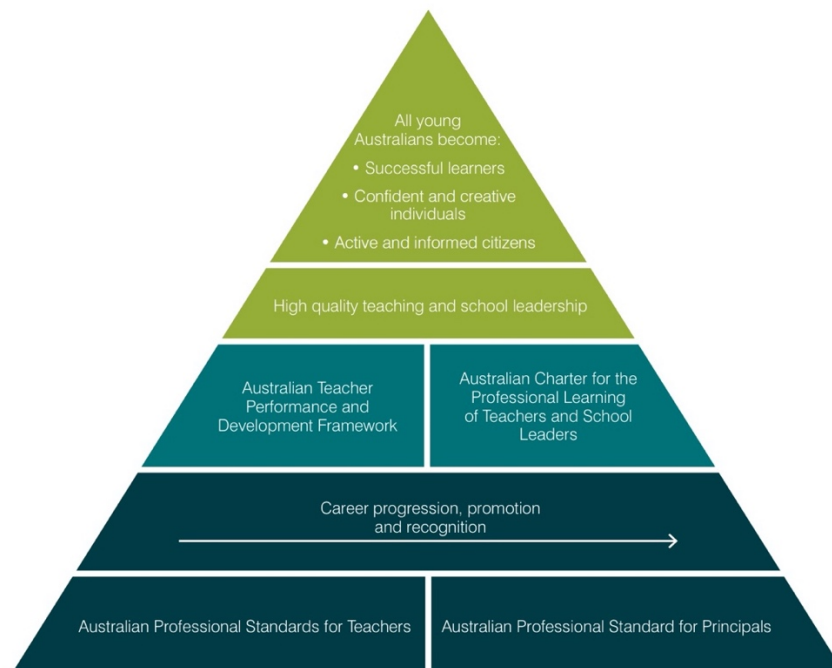 All young
Australians become:
• Successful learners
• Confident and creative
individuals
• Active and informed citizens
High quality teaching and school leadership
Australian Teacher
Performance and
Development Framework
Australian Charter for the
Professional Learning
of Teachers and School
Leaders
Career progression, promotion
and recognition
Australian Professional Standards for Teachers
Australian Professional Standard for Principals